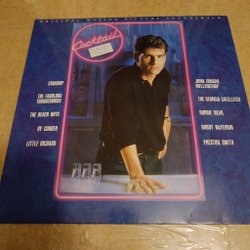 ORIGINAL MOTION PICTURE SOUNDTRACK
Cocktail
STARSHIP
THE FABULOUS
THUNDERBIRDS
THE BEACH BOYS
RY COODER
LITTLE RICHARD
JOHN COUGAR
MELLENCAMP
THE GEORGIA SATELLITES
ROBBIE NEVIL
BOBBY McFERRIN
PRESTON SMITH